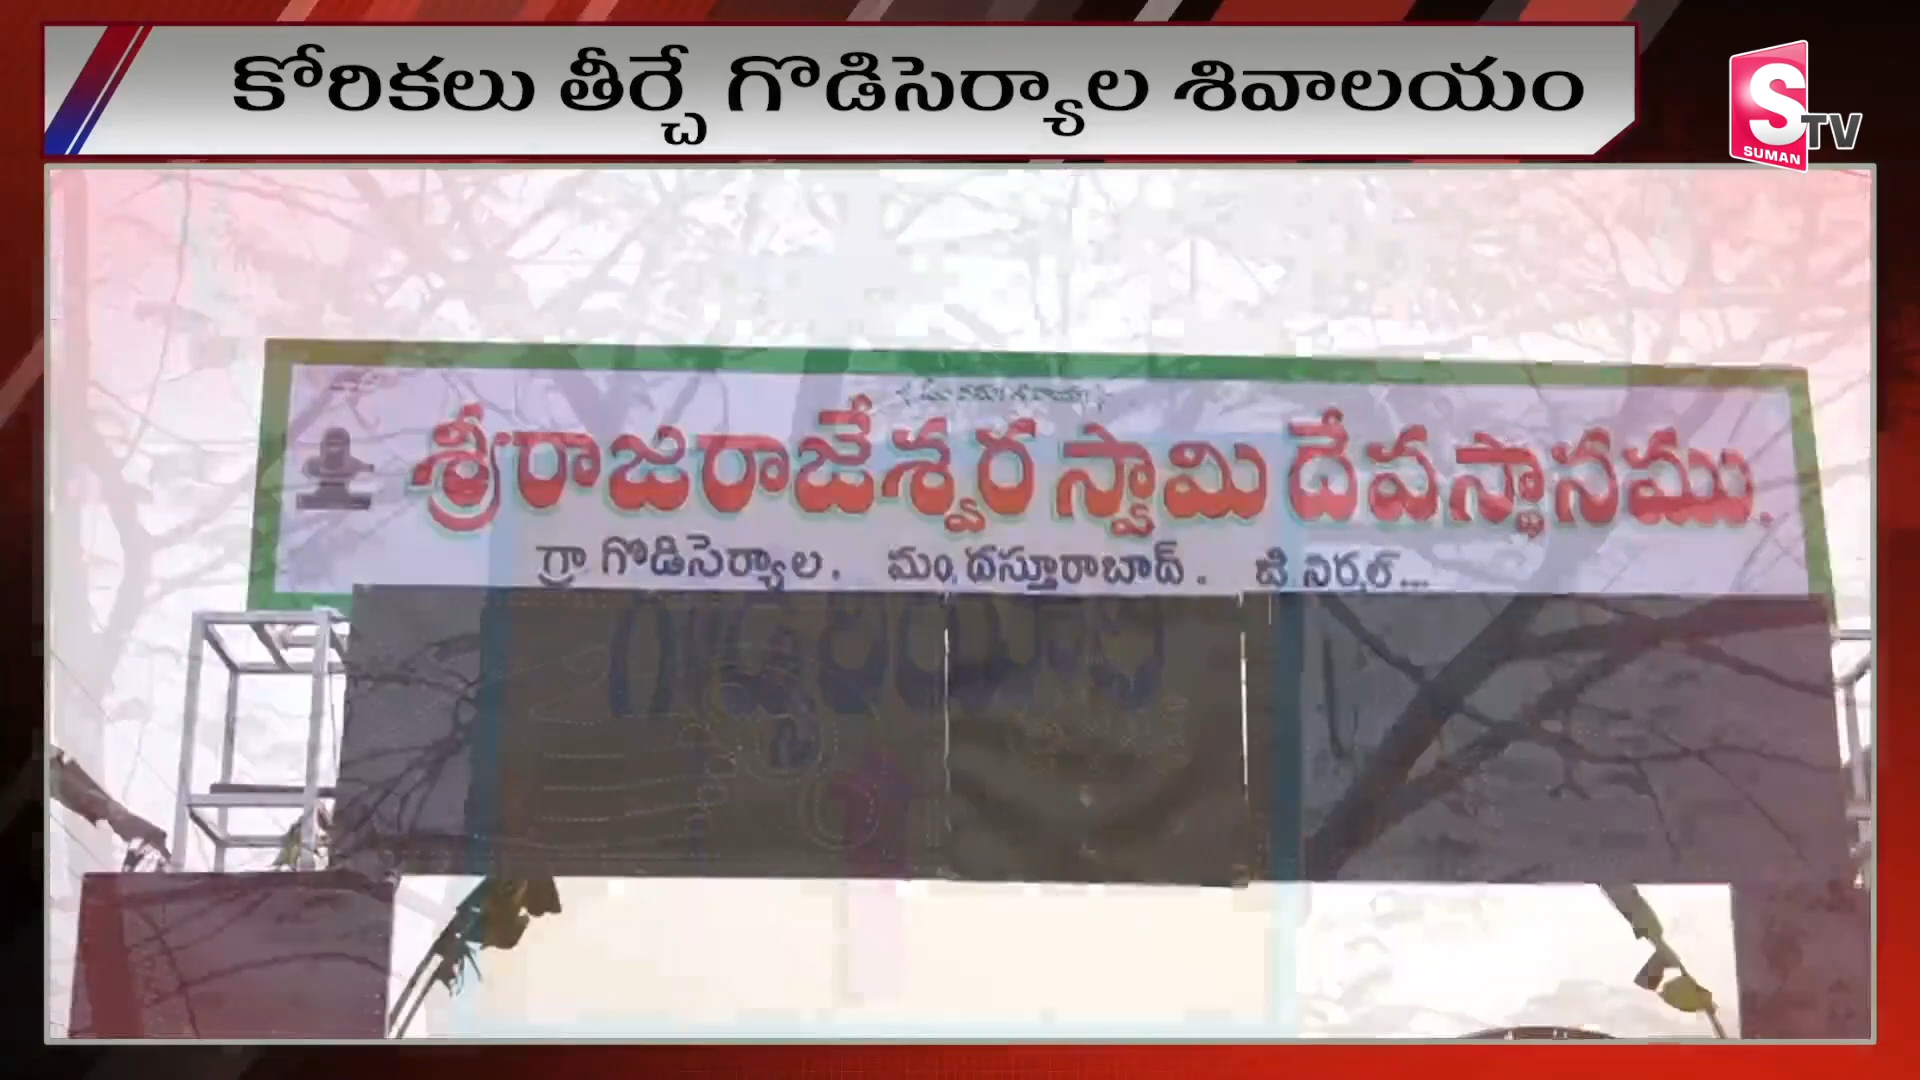 కోరికలు తీర్చే గొడిసెర్యాల శివాలయం
S TV
SUMAN
శ్రీరాజరాజేశ్వర స్వామి దేవస్థానము.
గ్రా గొడిసెర్యాల. మం. దస్తూరాబాద్. జి. నిర్మల్...